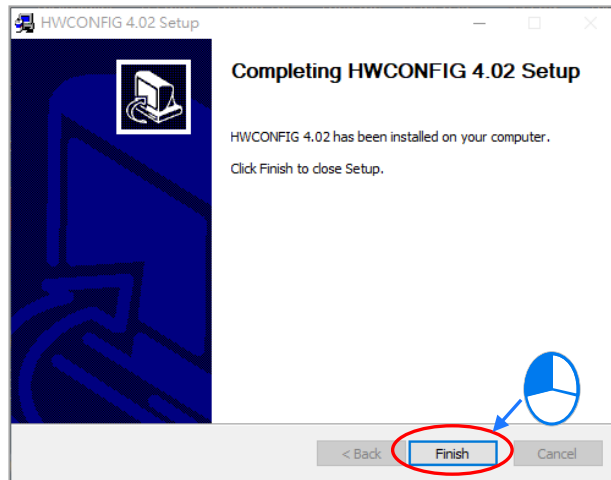 HWCONFIG 4.02 Setup
Completing HWCONFIG 4.02 Setup
HWCONFIG 4.02 has been installed on your computer.
Click Finish to close Setup.
< Back Finish Cancel